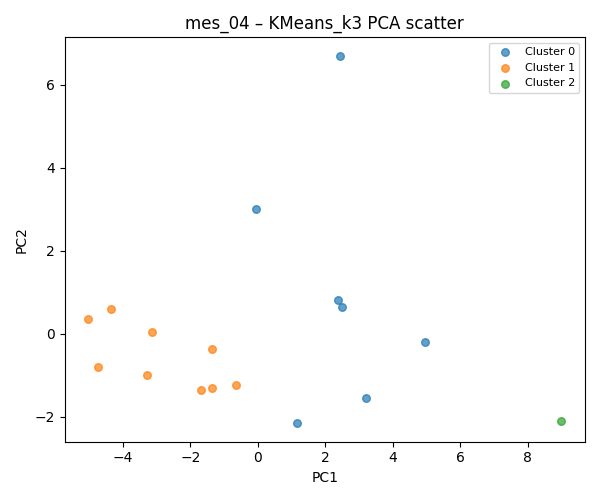 mes_04 – KMeans_k3 PCA scatter
Cluster 0
Cluster 1
Cluster 2
6
4
2
0
−2
PC2
−4
−2
0
2
4
6
8
PC1